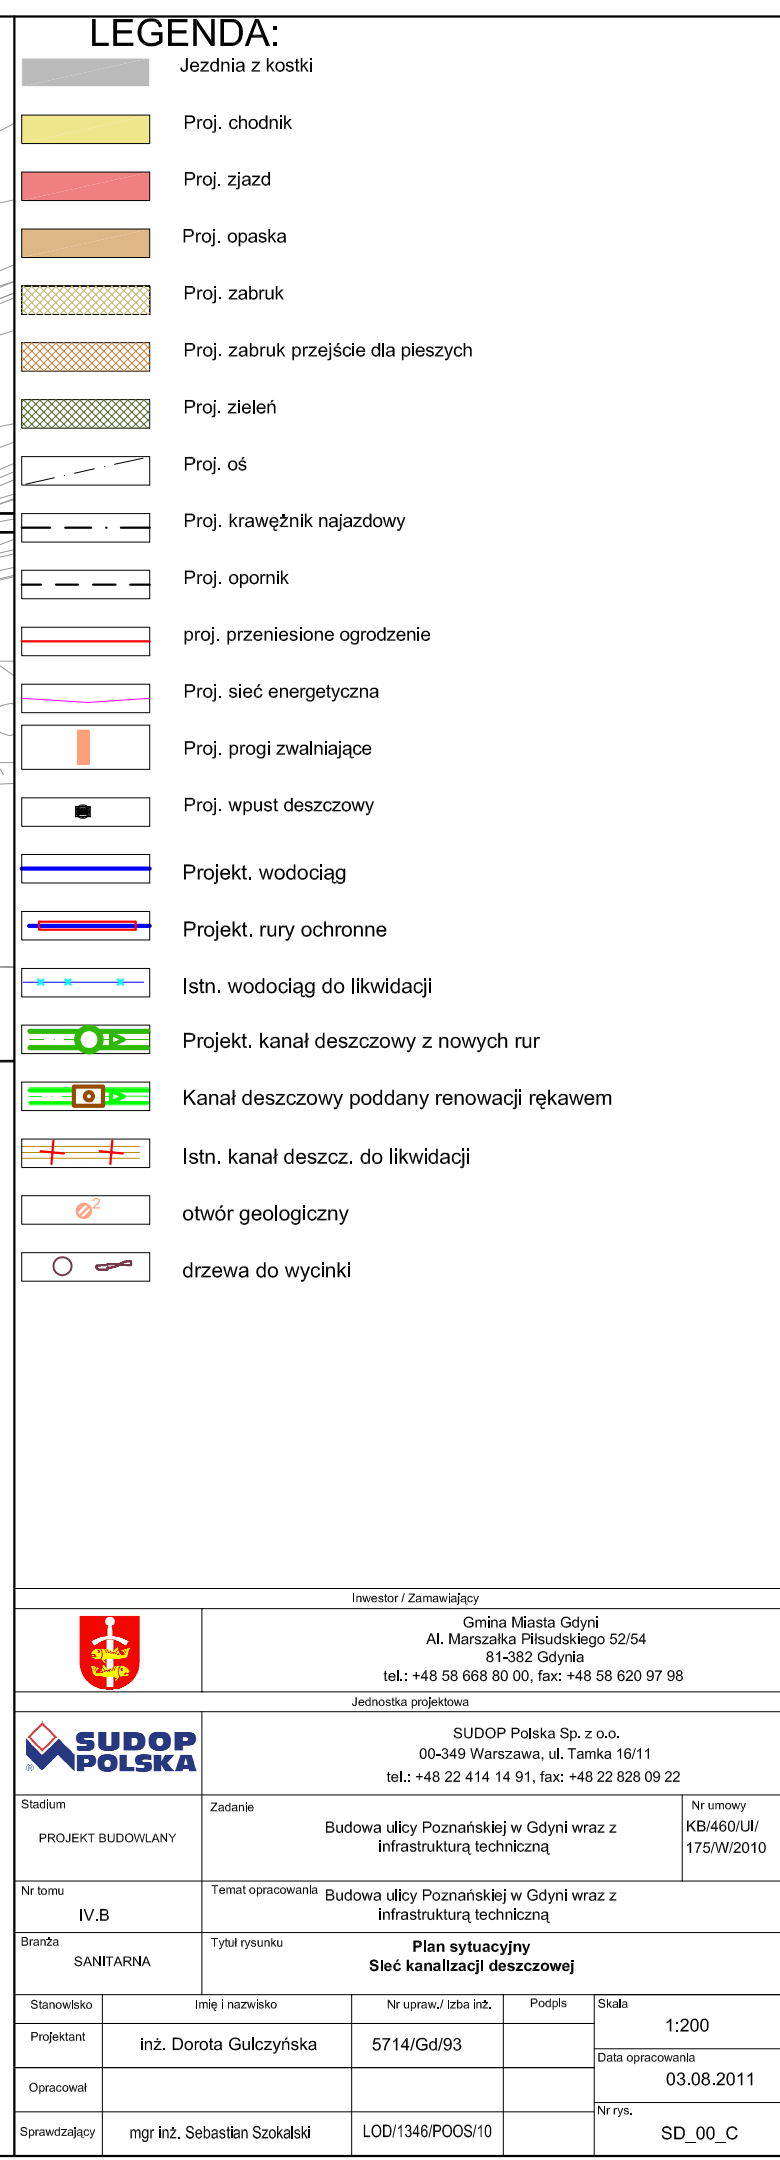 LEGENDA:
Jezdnia z kostki
Proj. chodnik
Proj. zjazd
Proj. opaska
Proj. zabruk
Proj. zabruk przejście dla pieszych
Proj. zieleń
Proj. oś
Proj. krawężnik najazdowy
Proj. opornik
proj. przeniesione ogrodzenie
Proj. sieć energetyczna
Proj. progi zwalniające
Proj. wpust deszczowy
Projekt. wodociąg
Projekt. rury ochronne
Istn. wodociąg do likwidacji
Projekt. kanał deszczowy z nowych rur
Kanał deszczowy poddany renowacji rękawem
Istn. kanał deszcz. do likwidacji
2
otwór geologiczny
drzewa do wycinki
Inwestor / Zamawiający
Gmina Miasta Gdyni
Al. Marszałka Piłsudskiego 52/54
81-382 Gdynia
tel.: +48 58 668 80 00, fax: +48 58 620 97 98
Jednostka projektowa
SUDOP
POLSKA
®
SUDOP Polska Sp. z o.o.
00-349 Warszawa, ul. Tamka 16/11
tel.: +48 22 414 14 91, fax: +48 22 828 09 22
Stadium
PROJEKT BUDOWLANY
Zadanie
Budowa ulicy Poznańskiej w Gdyni wraz z
infrastrukturą techniczną
Nr umowy
KB/460/UI/
175/W/2010
Nr tomu
IV.B
Temat opracowania
Budowa ulicy Poznańskiej w Gdyni wraz z
infrastrukturą techniczną
Branża
SANITARNA
Tytuł rysunku
Plan sytuacyjny
Sieć kanalizacji deszczowej
Stanowisko Imię i nazwisko Nr upraw./ Izba inż. Podpis
Skala
1:200
Projektant inż. Dorota Gulczyńska 5714/Gd/93
Data opracowania
03.08.2011
Opracował
Nr rys.
SD_00_C
Sprawdzający mgr inż. Sebastian Szokalski LOD/1346/POOS/10